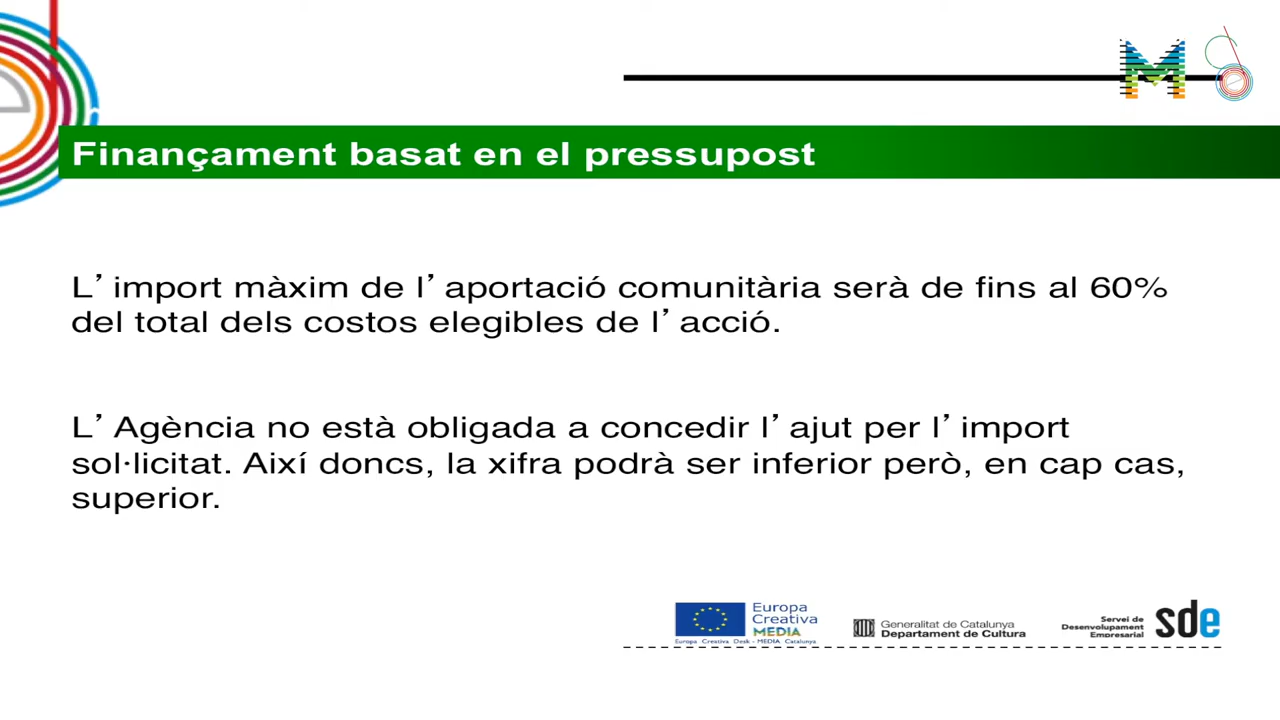 Finançament basat en el pressupost
L’import màxim de l’aportació comunitària serà de fins al 60%
del total dels costos elegibles de l’acció.
L’Agència no està obligada a concedir l’ajut per l’import
sol·licitat. Així doncs, la xifra podrà ser inferior però, en cap cas,
superior.
Europa
Creativa
MEDIA
Europa Creativa Desk - MEDIA Catalunya
Generalitat de Catalunya
Departament de Cultura
Servei de
Desenvolupament
Empresarial
sde